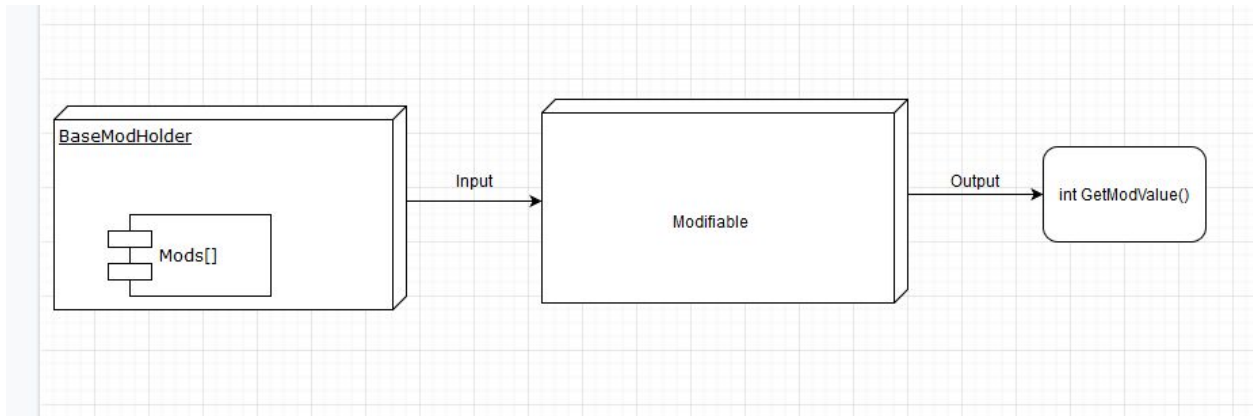 BaseModHolder
Mods[]
Input
Modifiable
Output
int GetModValue()